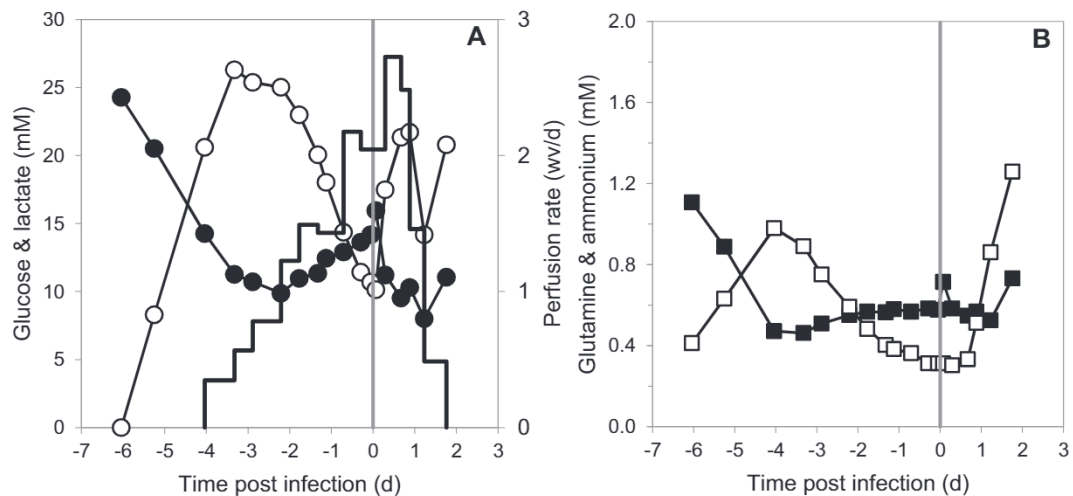 A
Glucose & lactate (mM)
30
25
20
15
10
5
0
Perfusion rate (wv/d)
3
2
1
0
-7 -6 -5 -4 -3 -2 -1 0 1 2 3
Time post infection (d)
B
Glutamine & ammonium (mM)
2.0
1.6
1.2
0.8
0.4
0.0
-7 -6 -5 -4 -3 -2 -1 0 1 2 3
Time post infection (d)